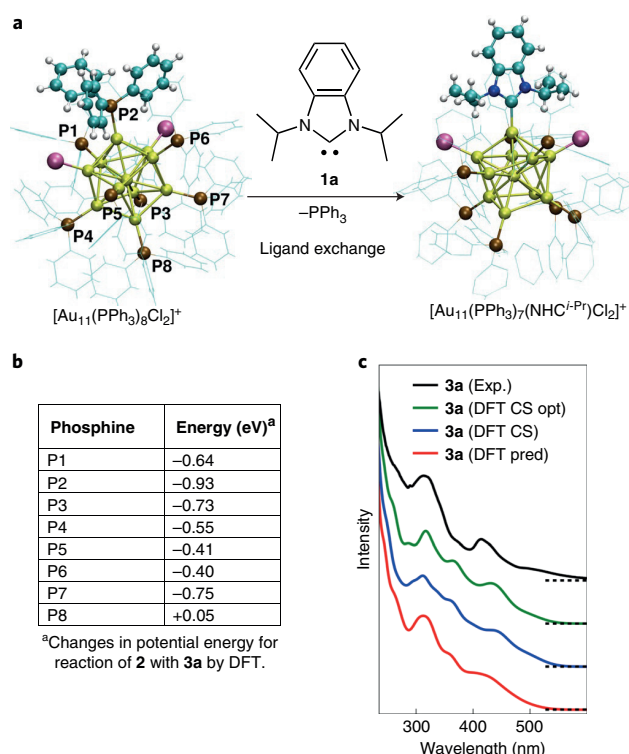 a
P2
P1
P6
P7
P5
P3
P4
P8
[Au11(PPh3)8Cl2]+
N
N
1a
–PPh3
Ligand exchange
[Au11(PPh3)7(NHCi-Pr)Cl2]+
b
Phosphine Energy (eV)a
P1 –0.64
P2 –0.93
P3 –0.73
P4 –0.55
P5 –0.41
P6 –0.40
P7 –0.75
P8 +0.05
aChanges in potential energy for
reaction of 2 with 3a by DFT.
c
3a (Exp.)
3a (DFT CS opt)
3a (DFT CS)
3a (DFT pred)
Intensity
300 400 500
Wavelength (nm)